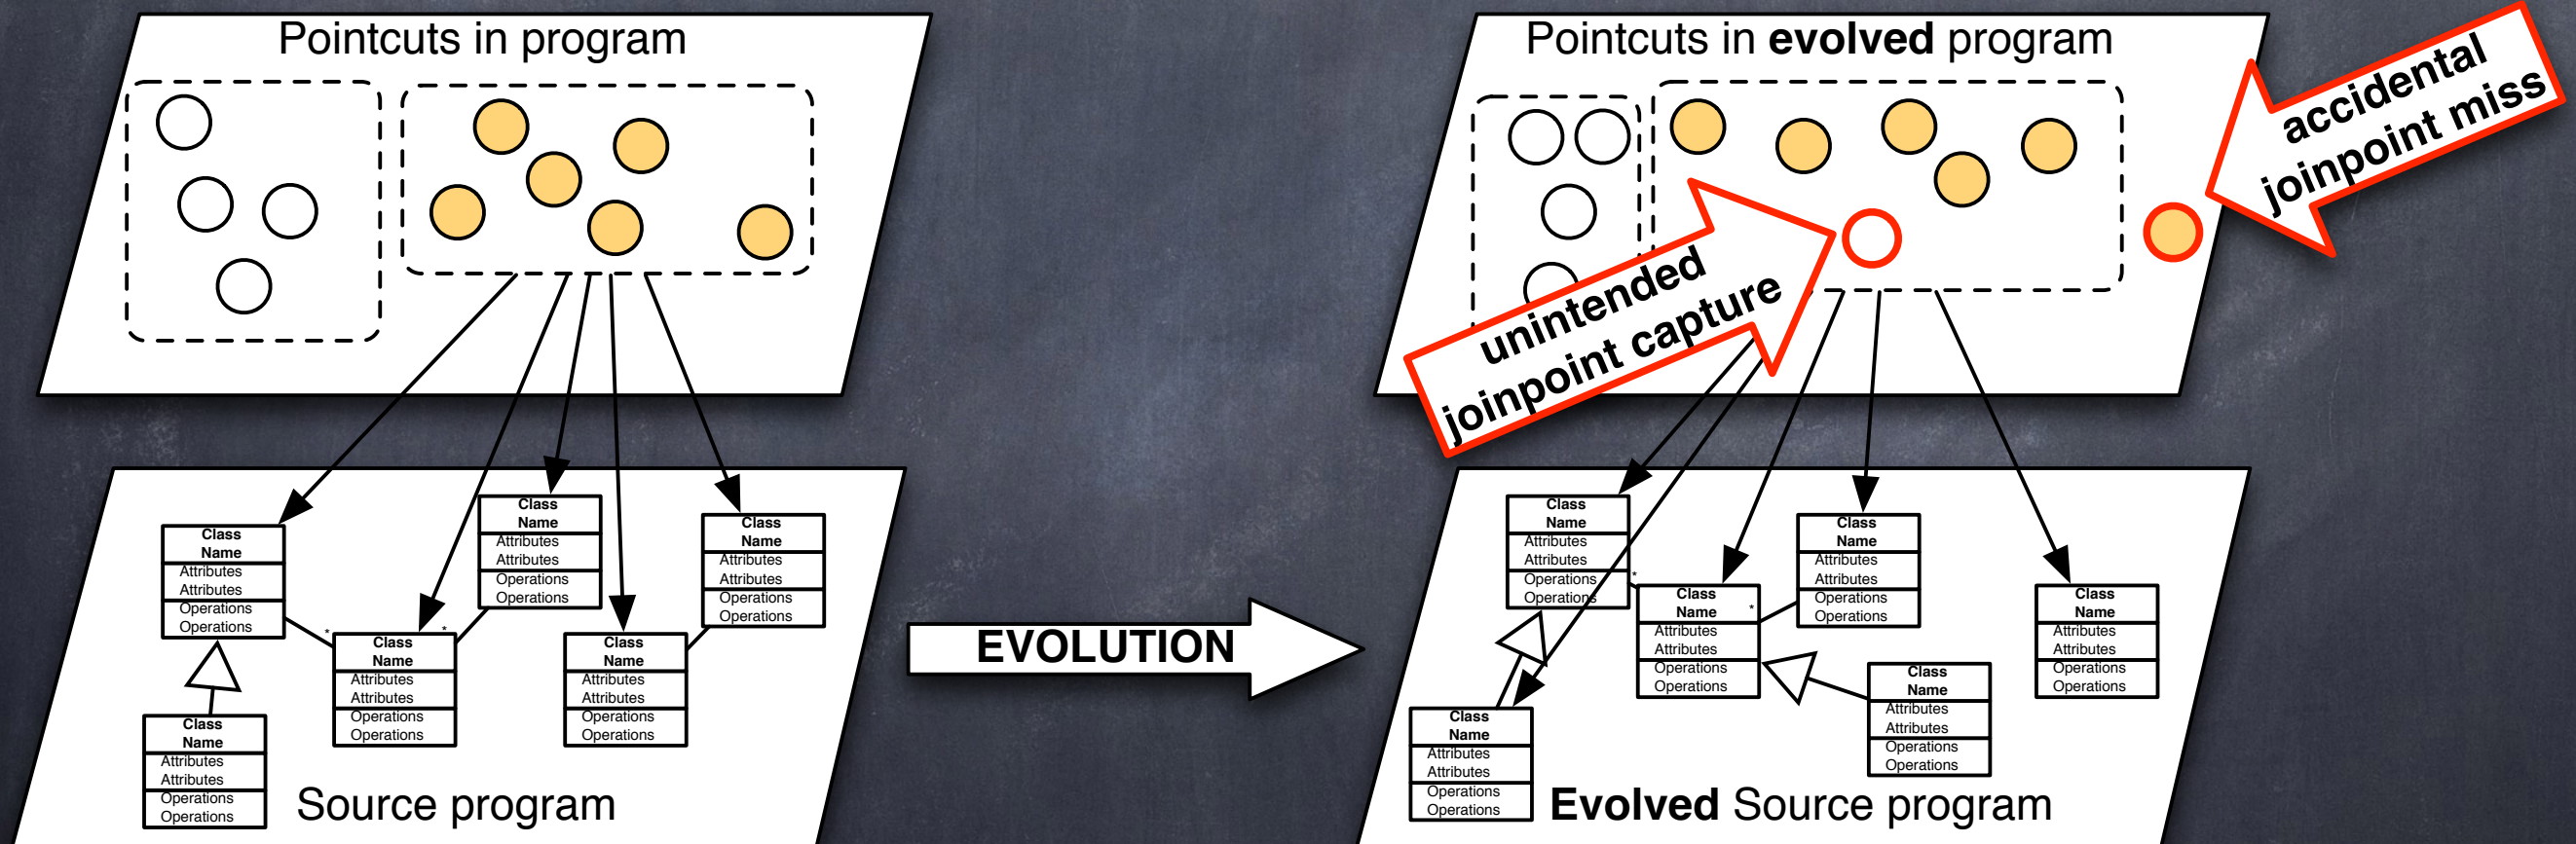 Pointcuts in program
Pointcuts in evolved program
accidental
joinpoint miss
unintended
joinpoint capture
Class
Name
Attributes
Attributes
Operations
Operations
Class
Name
Attributes
Attributes
Operations
Operations
Class
Name
Attributes
Attributes
Operations
Operations
*
*
Class
Name
Attributes
Attributes
Operations
Operations
Class
Name
Attributes
Attributes
Operations
Operations
Class
Name
Attributes
Attributes
Operations
Operations
Source program
EVOLUTION
Class
Name
Attributes
Attributes
Operations
Operations
*
Class
Name
Attributes
Attributes
Operations
Operations
Class
Name
*
Attributes
Attributes
Operations
Operations
Class
Name
Attributes
Attributes
Operations
Operations
Class
Name
Attributes
Attributes
Operations
Operations
Class
Name
Attributes
Attributes
Operations
Operations
Evolved Source program